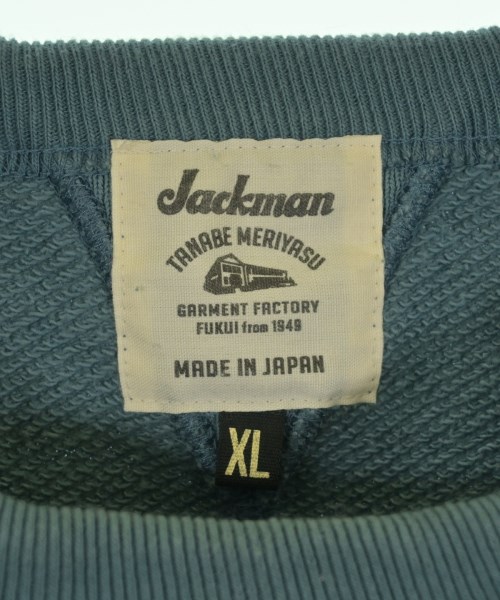 Jackman
TANABE MERIYASU
GARMENT FACTORY
FUKUI from 1949
MADE IN JAPAN
XL